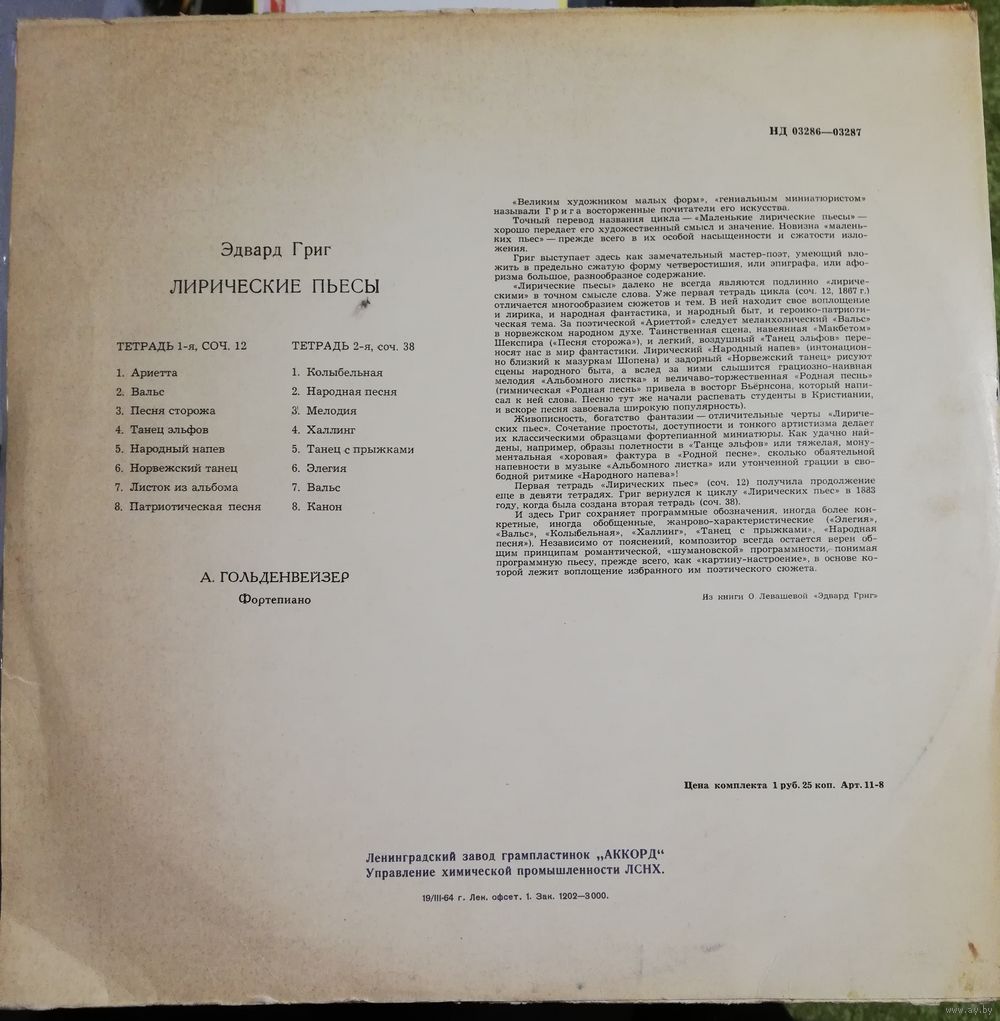 НД 03286—03287
Эдвард Григ
ЛИРИЧЕСКИЕ ПЬЕСЫ
ТЕТРАДЬ 1-я, СОЧ. 12
1. Ариетта
2. Вальс
3. Песня сторожа
4. Танец эльфов
5. Народный напев
6. Норвежский танец
7. Листок из альбома
8. Патриотическая песня
ТЕТРАДЬ 2-я, соч. 38
1. Колыбельная
2. Народная песня
3. Мелодия
4. Халлинг
5. Танец с прыжками
6. Элегия
7. Вальс
8. Канон
А. ГОЛЬДЕНВЕЙЗЕР
Фортепиано
«Великим художником малых форм», «гениальным миниатюристом»
называли Грига восторженные почитатели его искусства.
Точный перевод названия цикла — «Маленькие лирические пьесы» —
хорошо передает его художественный смысл и значение. Новизна «малень-
ких пьес» — прежде всего в их особой насыщенности и сжатости изло-
жения.
Григ выступает здесь как замечательный мастер-поэт, умеющий вло-
жить в предельно сжатую форму четверостишия, или эпиграфа, или афо-
ризма большое, разнообразное содержание.
«Лирические пьесы» далеко не всегда являются подлинно «лириче-
скими» в точном смысле слова. Уже первая тетрадь цикла (соч. 12, 1867 г.)
отличается многообразием сюжетов и тем. В ней находит свое воплощение
и лирика, и народная фантастика, и народный быт, и героико-патриоти-
ческая тема. За поэтической «Ариеттой» следует меланхолический «Вальс»
в норвежском народном духе. Таинственная сцена, навеянная «Макбетом»
Шекспира («Песня сторожа»), и легкий, воздушный «Танец эльфов» пере-
носят нас в мир фантастики. Лирический «Народный напев» (интонацион-
но близкий к мазуркам Шопена) и задорный «Норвежский танец» рисуют
сцены народного быта, а вслед за ними слышится грациозно-наивная
мелодия «Альбомного листка» и величаво-торжественная «Родная песнь»
(гимническая «Родная песнь» привела в восторг Бьёрнсона, который напи-
сал к ней слова. Песню тут же начали распевать студенты в Кристиании,
и вскоре песня завоевала широкую популярность).
Живописность, богатство фантазии — отличительные черты «Лириче-
ских пьес». Сочетание простоты, доступности и тонкого артистизма делает
их классическими образцами фортепианной миниатюры. Как удачно най-
дены, например, образы полетности в «Танце эльфов» или тяжелая, мону-
ментальная «хоровая» фактура в «Родной песне», сколько обаятельной
напевности в музыке «Альбомного листка» или утонченной грации в сво-
бодной ритмике «Народного напева»!
Первая тетрадь «Лирических пьес» (соч. 12) получила продолжение
еще в девяти тетрадях. Григ вернулся к циклу «Лирических пьес» в 1883
году, когда была создана вторая тетрадь (соч. 38).
И здесь Григ сохраняет программные обозначения, иногда более кон-
кретные, иногда обобщенные, жанрово-характеристические («Элегия»,
«Вальс», «Колыбельная», «Халлинг», «Танец с прыжками», «Народная
песня»). Независимо от пояснений, композитор всегда остается верен об-
щим принципам романтической, «шумановской» программности, понимая
программную пьесу, прежде всего, как «картину-настроение», в основе ко-
торой лежит воплощение избранного им поэтического сюжета.
Из книги О Левашевой «Эдвард Григ»
Цена комплекта 1 руб. 25 коп. Арт. 11-8
Ленинградский завод грампластинок „АККОРД“
Управление химической промышленности ЛСНХ.
19/III-64 г. Лен. офсет. 1. Зак. 1202—3000.
www.ay.by